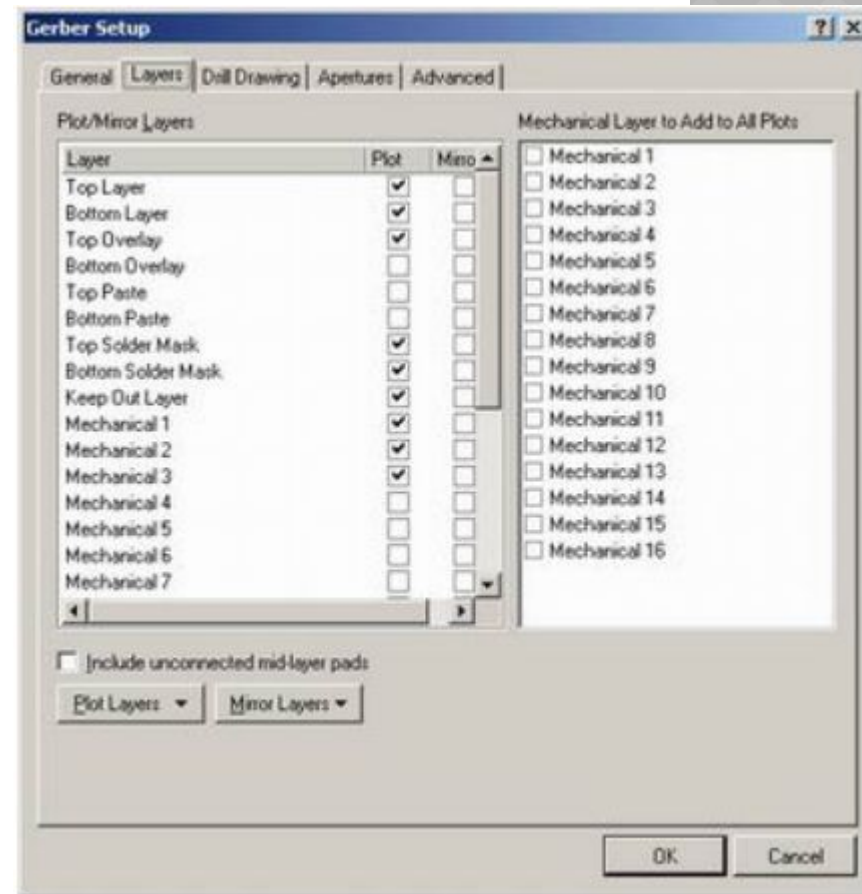 Gerber Setup
General Layers Drill Drawing Apertures Advanced
Plot/Mirror Layers
Layer Plot Mirro
Top Layer
Bottom Layer
Top Overlay
Bottom Overlay
Top Paste
Bottom Paste
Top Solder Mask
Bottom Solder Mask
Keep Out Layer
Mechanical 1
Mechanical 2
Mechanical 3
Mechanical 4
Mechanical 5
Mechanical 6
Mechanical 7
Mechanical Layer to Add to All Plots
Mechanical 1
Mechanical 2
Mechanical 3
Mechanical 4
Mechanical 5
Mechanical 6
Mechanical 7
Mechanical 8
Mechanical 9
Mechanical 10
Mechanical 11
Mechanical 12
Mechanical 13
Mechanical 14
Mechanical 15
Mechanical 16
Include unconnected mid-layer pads
Plot Layers Mirror Layers
OK Cancel